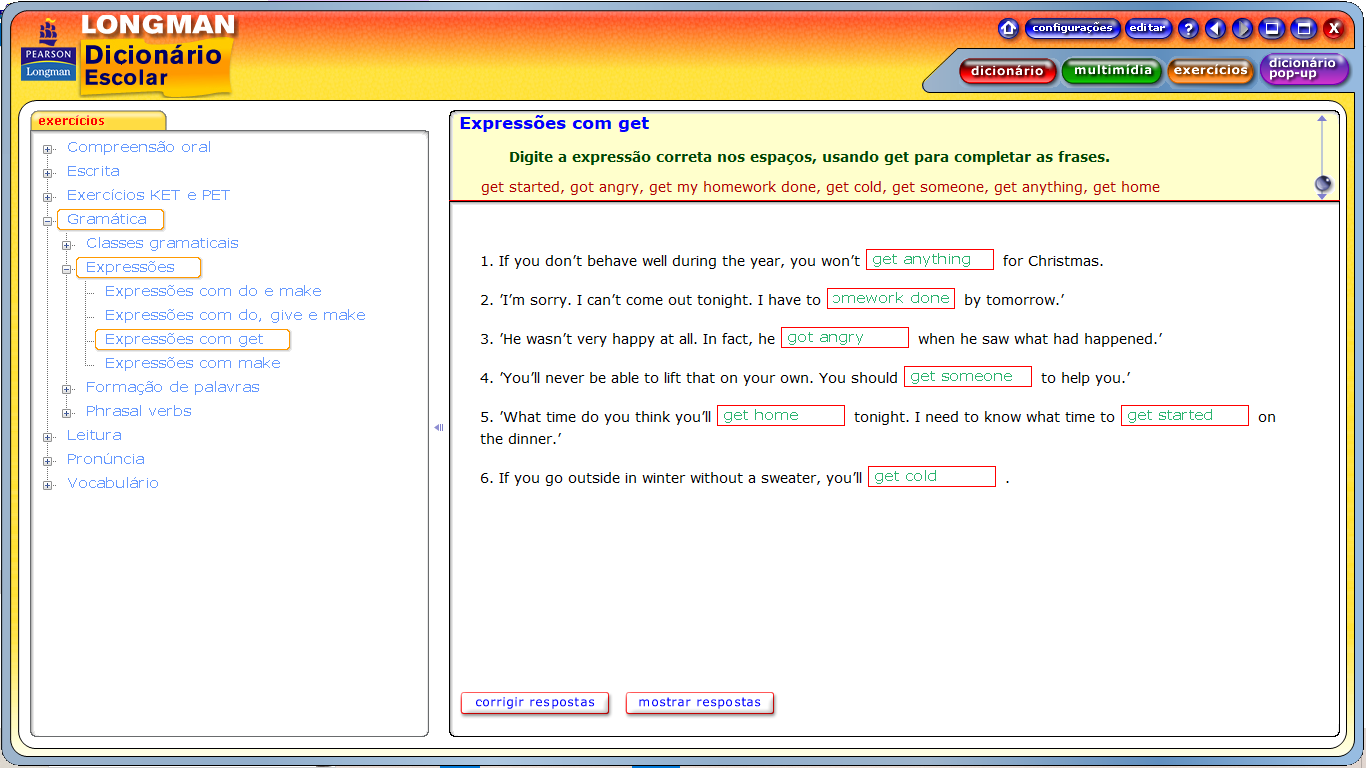 LONGMAN
PEARSON
Longman
Dicionário
Escolar
configurações
editar
?
X
dicionário
multimídia
exercícios
dicionário
pop-up
exercícios
Compreensão oral
Escrita
Exercícios KET e PET
Gramática
Classes gramaticais
Expressões
Expressões com do e make
Expressões com do, give e make
Expressões com get
Expressões com make
Formação de palavras
Phrasal verbs
Leitura
Pronúncia
Vocabulário
Expressões com get
Digite a expressão correta nos espaços, usando get para completar as frases.
get started, got angry, get my homework done, get cold, get someone, get anything, get home
1. If you don’t behave well during the year, you won’t get anything for Christmas.
2. ’I’m sorry. I can’t come out tonight. I have to omework done by tomorrow.’
3. ’He wasn’t very happy at all. In fact, he got angry when he saw what had happened.’
4. ’You’ll never be able to lift that on your own. You should get someone to help you.’
5. ’What time do you think you’ll get home tonight. I need to know what time to get started on
the dinner.’
6. If you go outside in winter without a sweater, you’ll get cold .
corrigir respostas
mostrar respostas